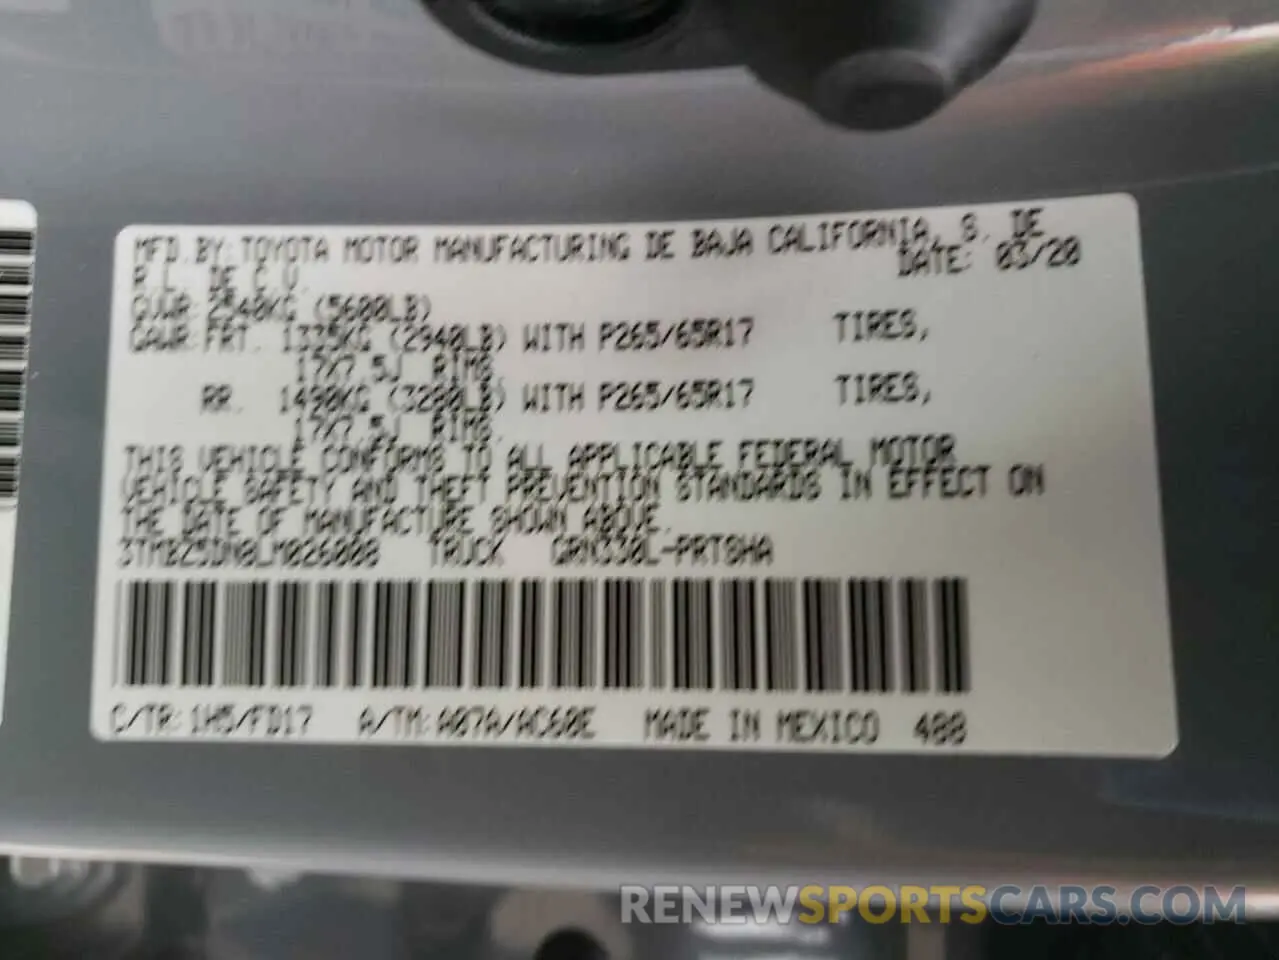 MFD.BY:TOYOTA MOTOR MANUFACTURING DE BAJA CALIFORNIA, S. DE
R.L. DE C.V. DATE: 03/20
GVWR 2540KG (5600LB)
GAWR FRT. 1335KG (2940LB) WITH P265/65R17 TIRES,
17X7.5J RIMS,
RR. 1490KG (3280LB) WITH P265/65R17 TIRES,
17X7.5J RIMS,
THIS VEHICLE CONFORMS TO ALL APPLICABLE FEDERAL MOTOR
VEHICLE SAFETY AND THEFT PREVENTION STANDARDS IN EFFECT ON
THE DATE OF MANUFACTURE SHOWN ABOVE.
3TMBZ5DN0LM026008 TRUCK GRN330L-PRTSHA
C/TR:1H5/FD17 A/TM:A07A/AC60E MADE IN MEXICO 488
RENEWSPORTSCARS.COM